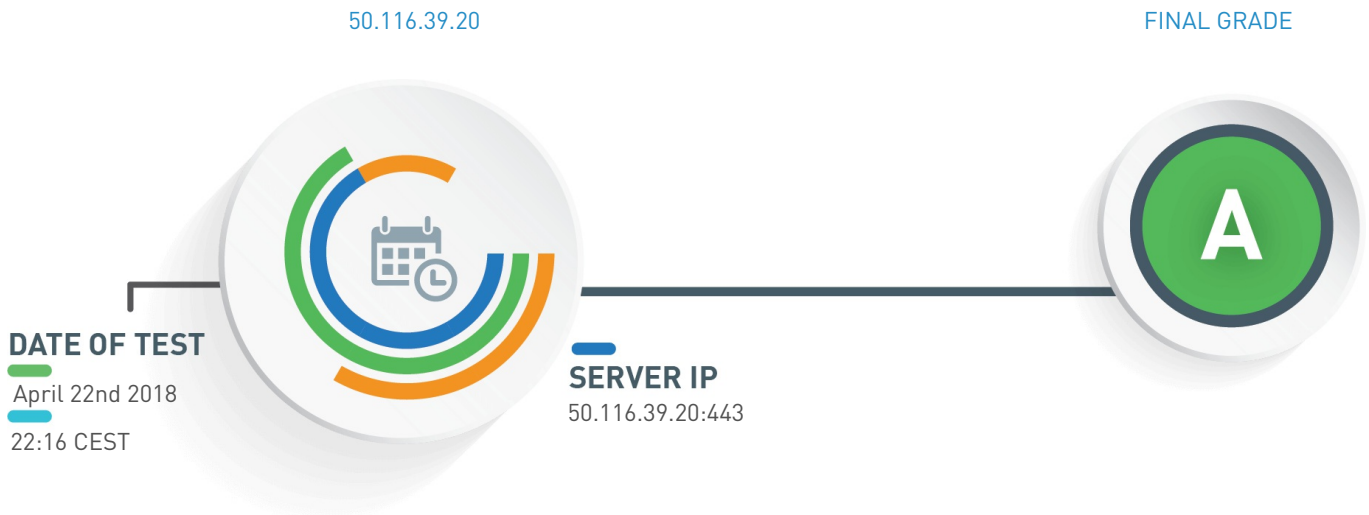 50.116.39.20
FINAL GRADE
A
DATE OF TEST
April 22nd 2018
22:16 CEST
SERVER IP
50.116.39.20:443